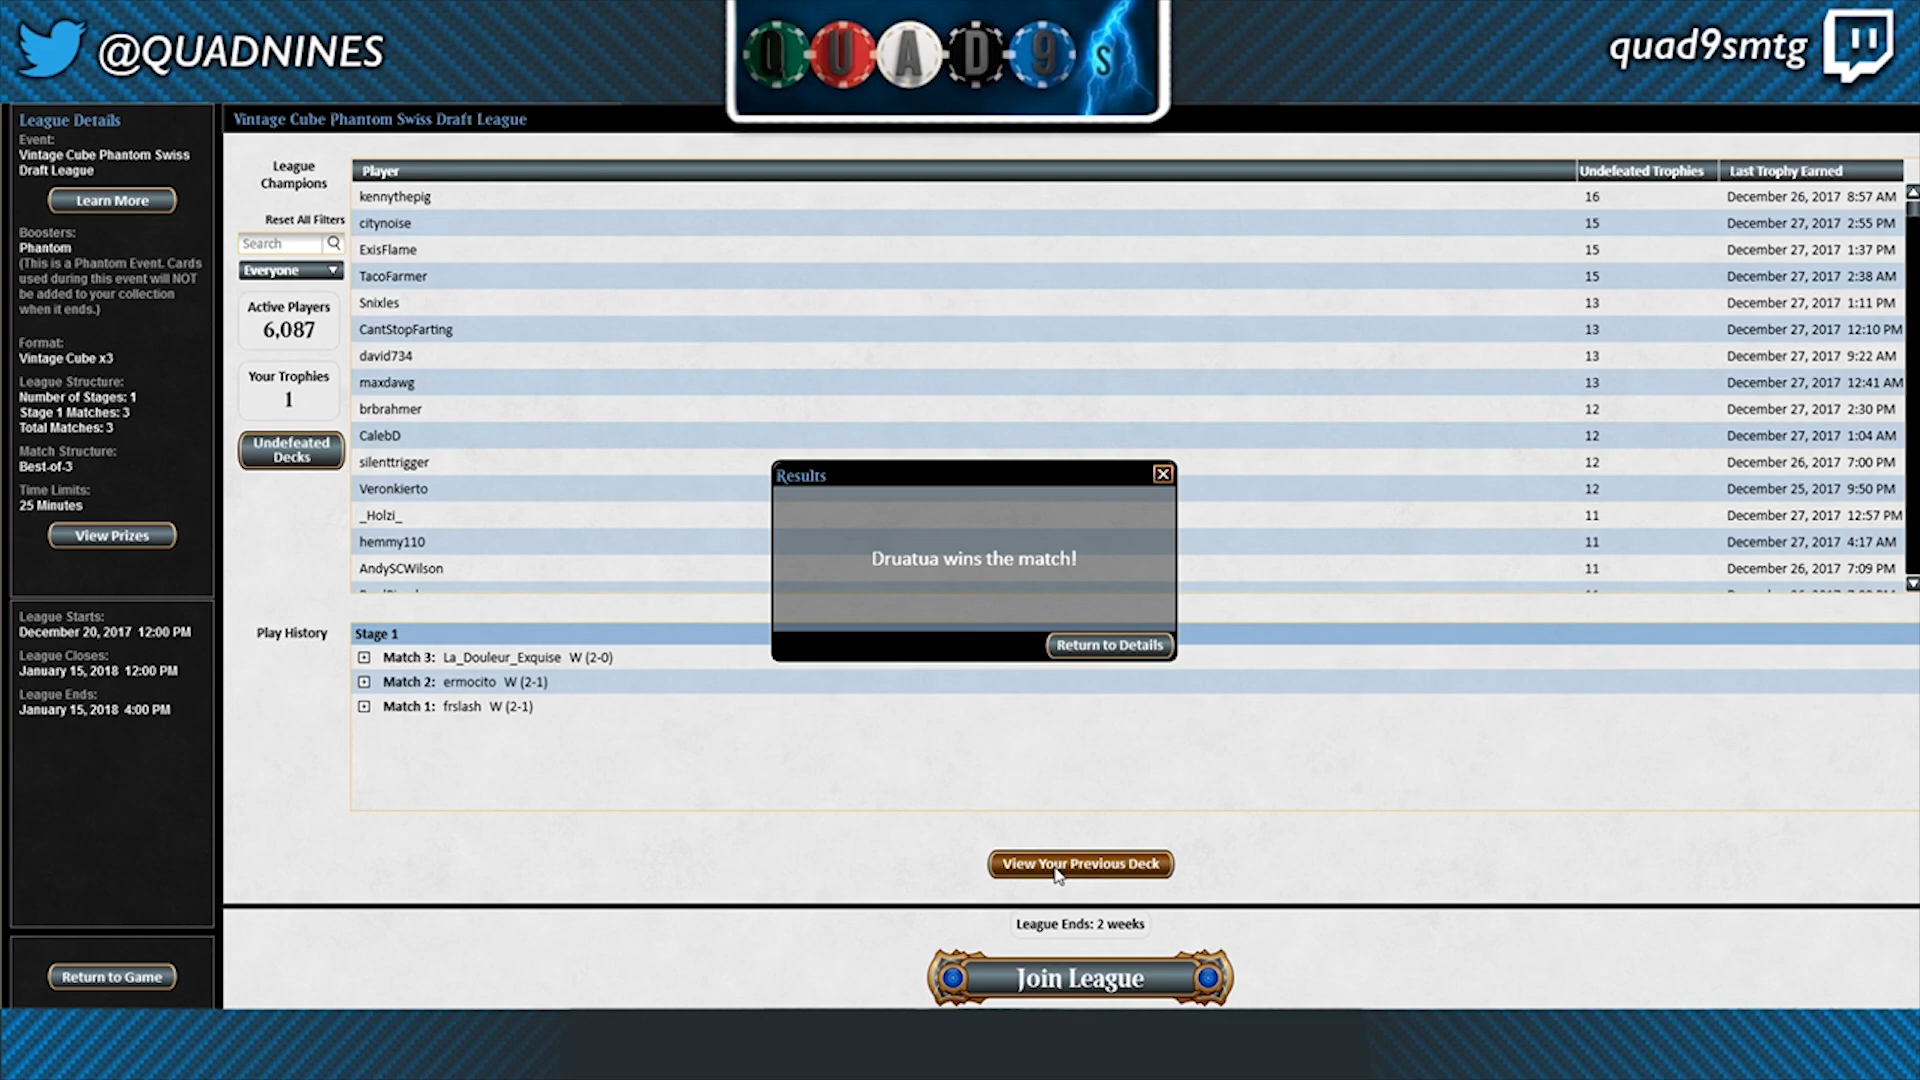 @QUADNINES
QUAD9s
quad9smtg
League Details
Event:
Vintage Cube Phantom Swiss
Draft League
Learn More
Boosters:
Phantom
(This is a Phantom Event. Cards
used during this event will NOT
be added to your collection
when it ends.)
Format:
Vintage Cube x3
League Structure:
Number of Stages: 1
Stage 1 Matches: 3
Total Matches: 3
Match Structure:
Best-of-3
Time Limits:
25 Minutes
View Prizes
League Starts:
December 20, 2017 12:00 PM
League Closes:
January 15, 2018 12:00 PM
League Ends:
January 15, 2018 4:00 PM
Return to Game
Vintage Cube Phantom Swiss Draft League
League
Champions
Reset All Filters
Search
Everyone
Active Players
6,087
Your Trophies
1
Undefeated
Decks
Player Undefeated Trophies Last Trophy Earned
kennythepig 16 December 26, 2017 8:57 AM
citynoise 15 December 27, 2017 2:55 PM
ExisFlame 15 December 27, 2017 1:37 PM
TacoFarmer 15 December 27, 2017 2:38 AM
Snixles 13 December 27, 2017 1:11 PM
CantStopFarting 13 December 27, 2017 12:10 PM
david734 13 December 27, 2017 9:22 AM
maxdawg 13 December 27, 2017 12:41 AM
brbrahmer 12 December 27, 2017 2:30 PM
CalebD 12 December 27, 2017 1:04 AM
silenttrigger 12 December 26, 2017 7:00 PM
Veronkierto 12 December 25, 2017 9:50 PM
_Holzi_ 11 December 27, 2017 12:57 PM
hemmy110 11 December 27, 2017 4:17 AM
AndySCWilson 11 December 26, 2017 7:09 PM
Results
Druatua wins the match!
Return to Details
Play History
Stage 1
Match 3: La_Douleur_Exquise W (2-0)
Match 2: ermocito W (2-1)
Match 1: frslash W (2-1)
View Your Previous Deck
League Ends: 2 weeks
Join League